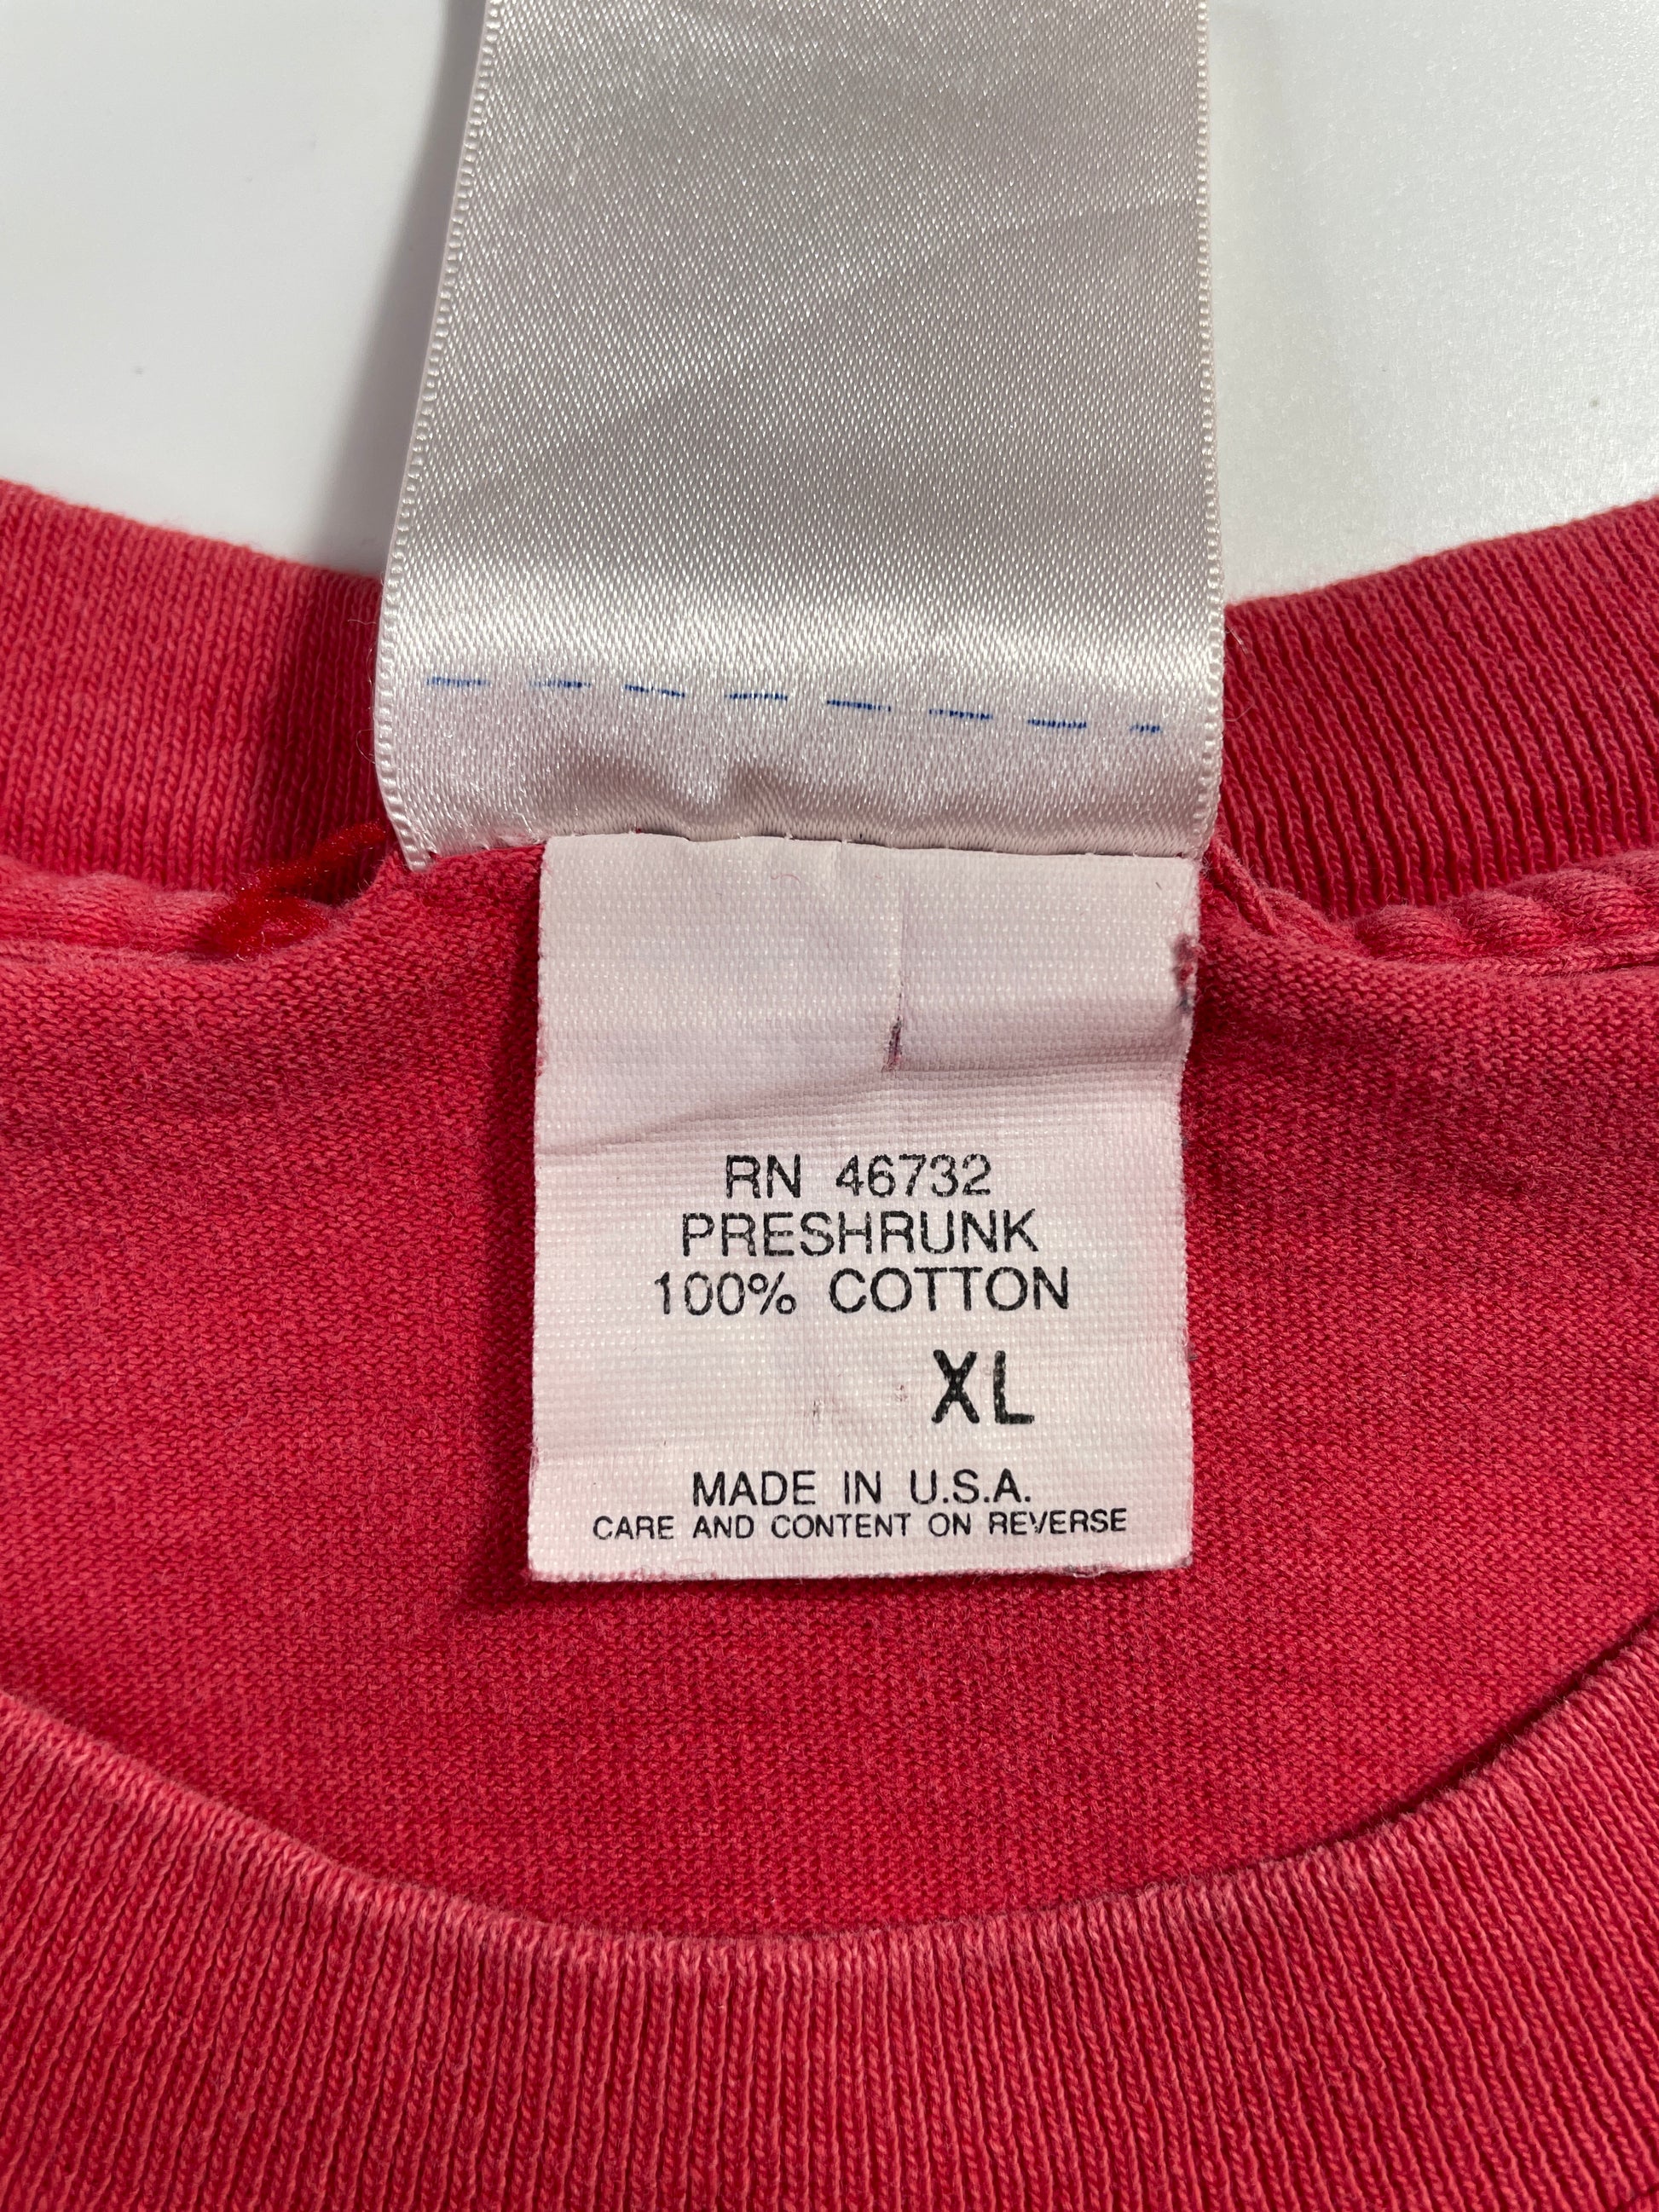 RN 46732
PRESHRUNK
100% COTTON
XL
MADE IN U.S.A.
CARE AND CONTENT ON REVERSE